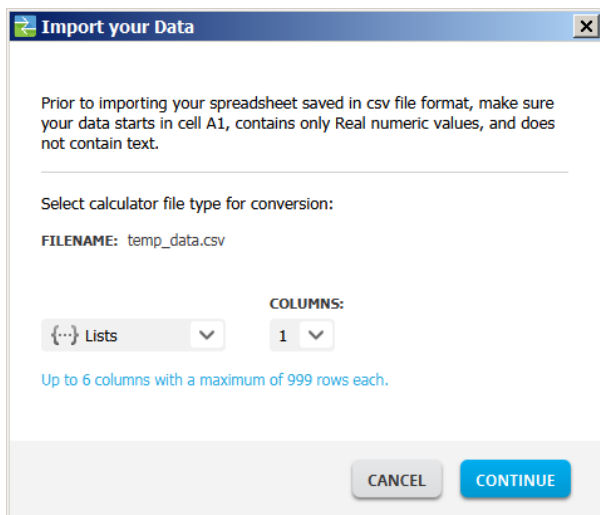 Import your Data
Prior to importing your spreadsheet saved in csv file format, make sure
your data starts in cell A1, contains only Real numeric values, and does
not contain text.
Select calculator file type for conversion:
FILENAME: temp_data.csv
COLUMNS:
{···} Lists 1
Up to 6 columns with a maximum of 999 rows each.
CANCEL CONTINUE